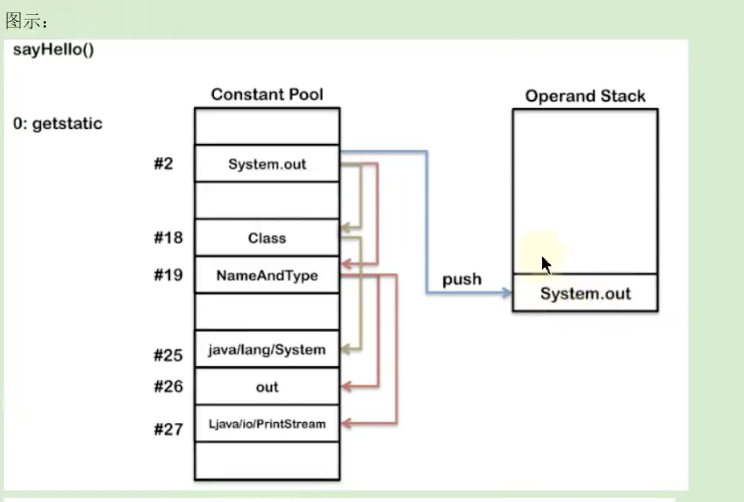 图示：
sayHello()
Constant Pool
Operand Stack
0: getstatic
#2
System.out
#18
Class
#19
NameAndType
push
System.out
#25
java/lang/System
#26
out
#27
Ljava/io/PrintStream